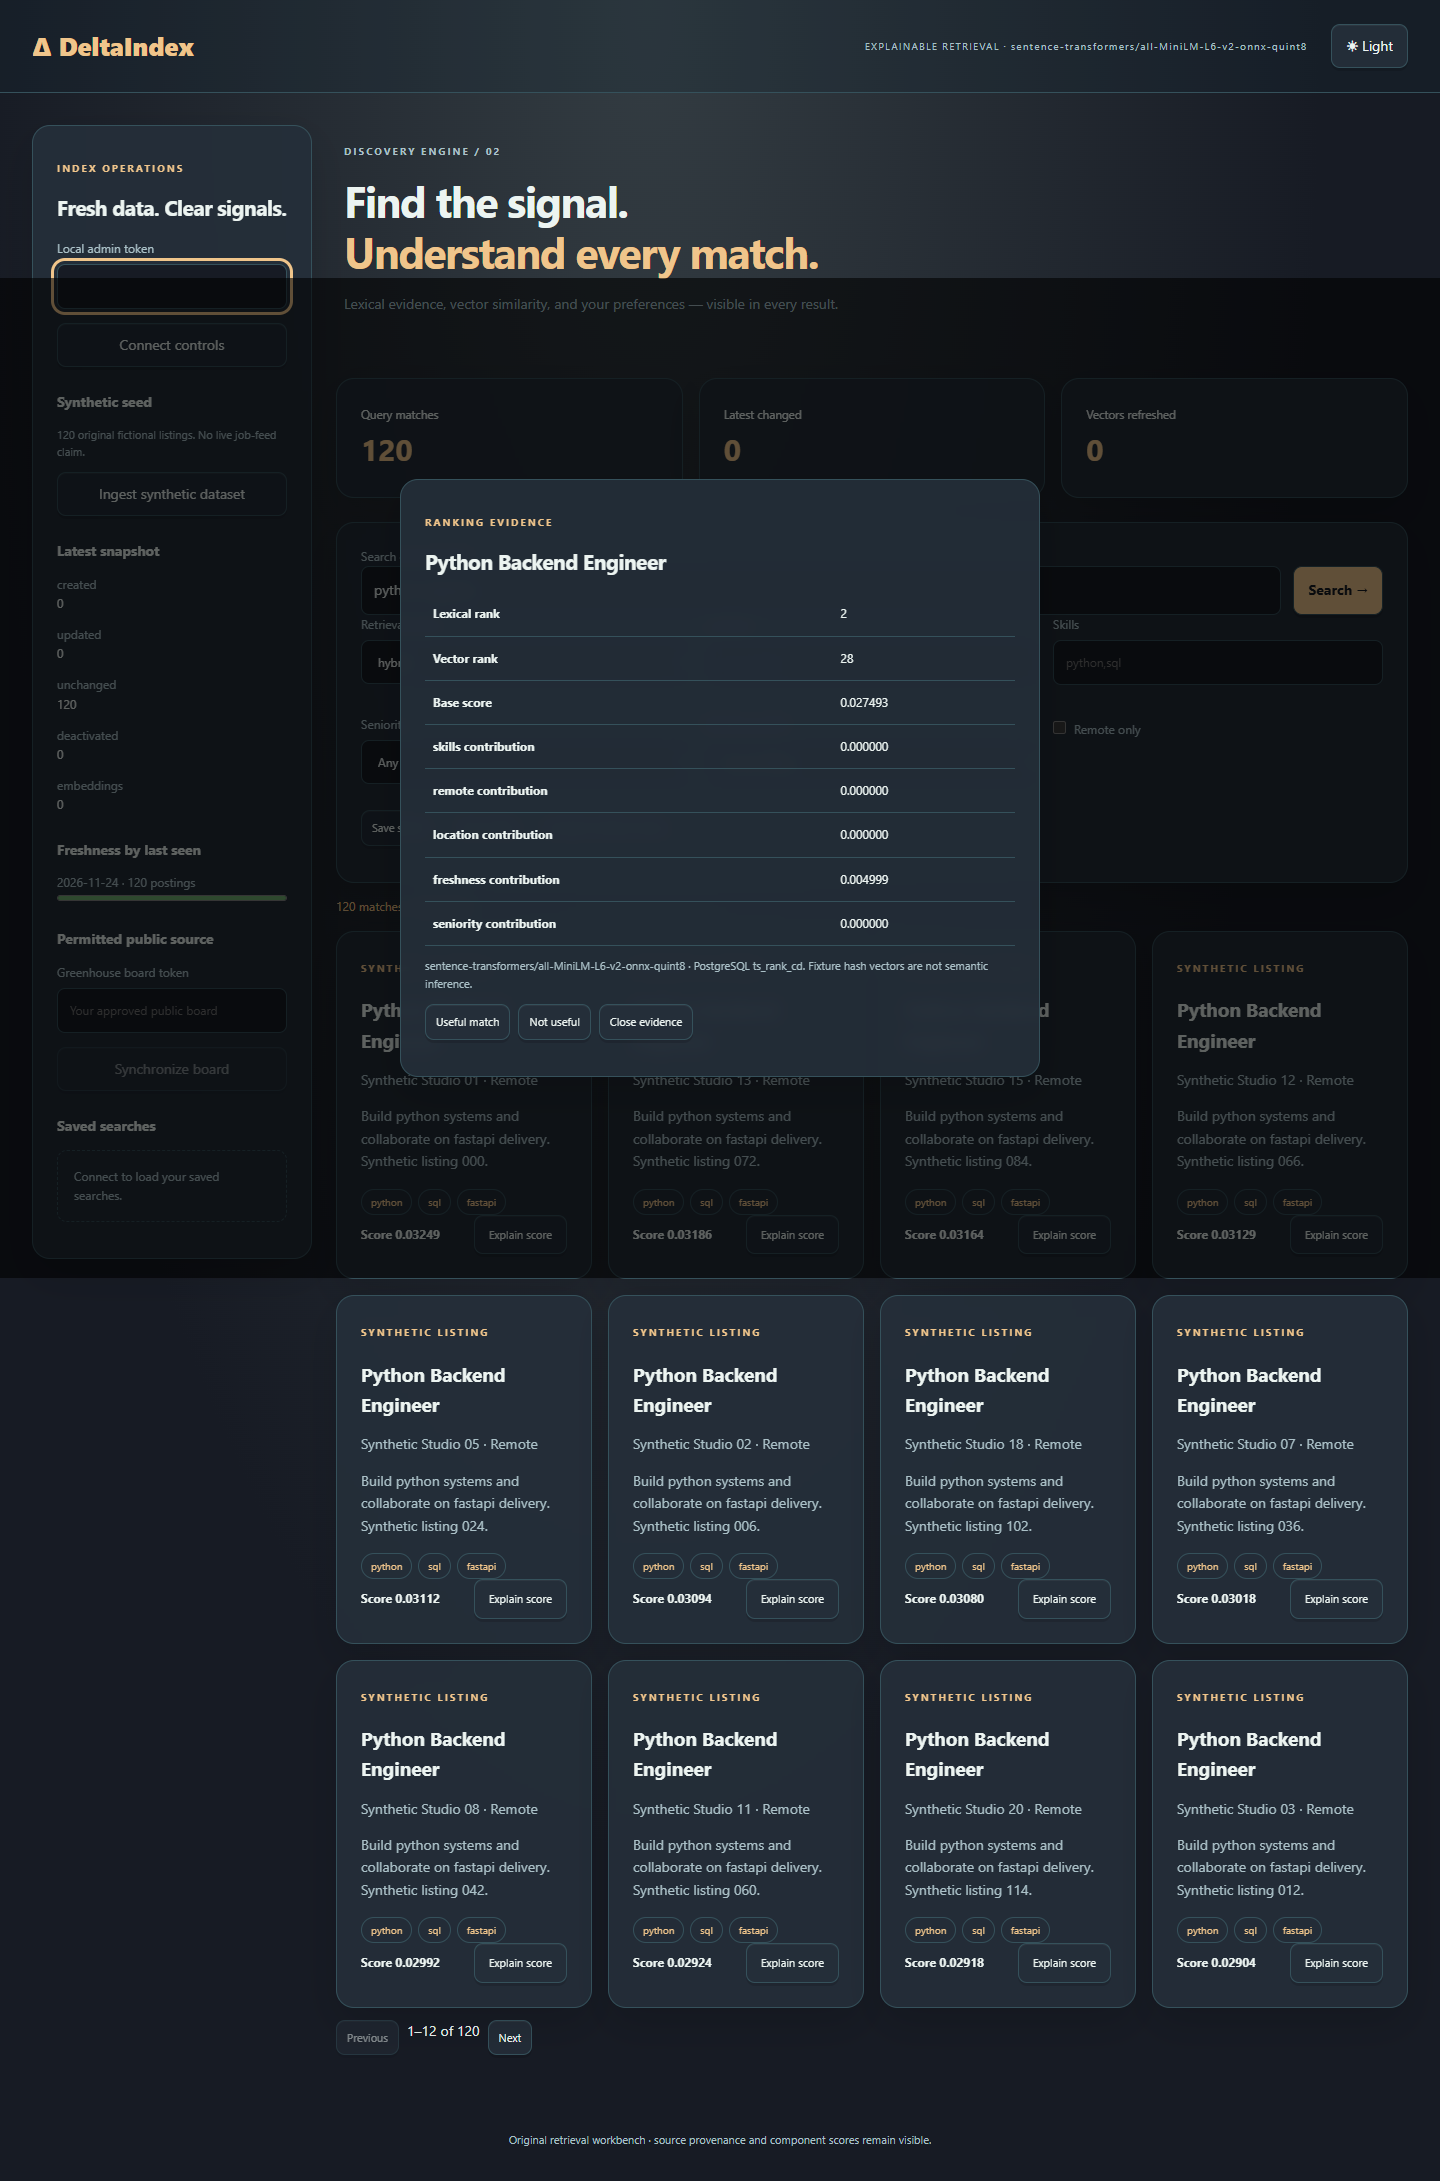 Δ DeltaIndex
EXPLAINABLE RETRIEVAL · sentence-transformers/all-MiniLM-L6-v2-onnx-quint8
☀ Light
INDEX OPERATIONS
Fresh data. Clear signals.
Local admin token
Connect controls
Synthetic seed
120 original fictional listings. No live job-feed
claim.
Ingest synthetic dataset
Latest snapshot
created
0
updated
0
unchanged
120
deactivated
0
embeddings
0
Freshness by last seen
2026-11-24 · 120 postings
Permitted public source
Greenhouse board token
Your approved public board
Synchronize board
Saved searches
Connect to load your saved
searches.
DISCOVERY ENGINE / 02
Find the signal.
Understand every match.
Lexical evidence, vector similarity, and your preferences — visible in every result.
Query matches
120
Latest changed
0
Vectors refreshed
0
Search
Search →
Skills
python,sql
Any
Remote only
120 matches
RANKING EVIDENCE
Python Backend Engineer
Lexical rank 2
Vector rank 28
Base score 0.027493
skills contribution 0.000000
remote contribution 0.000000
location contribution 0.000000
freshness contribution 0.004999
seniority contribution 0.000000
sentence-transformers/all-MiniLM-L6-v2-onnx-quint8 · PostgreSQL ts_rank_cd. Fixture hash vectors are not semantic
inference.
Useful match
Not useful
Close evidence
Synthetic Studio 01 · Remote
Build python systems and
collaborate on fastapi delivery.
Synthetic listing 000.
python sql fastapi
Score 0.03249 Explain score
Synthetic Studio 13 · Remote
Build python systems and
collaborate on fastapi delivery.
Synthetic listing 072.
python sql fastapi
Score 0.03186 Explain score
Synthetic Studio 15 · Remote
Build python systems and
collaborate on fastapi delivery.
Synthetic listing 084.
python sql fastapi
Score 0.03164 Explain score
SYNTHETIC LISTING
Python Backend
Engineer
Synthetic Studio 12 · Remote
Build python systems and
collaborate on fastapi delivery.
Synthetic listing 066.
python sql fastapi
Score 0.03129 Explain score
SYNTHETIC LISTING
Python Backend
Engineer
Synthetic Studio 05 · Remote
Build python systems and
collaborate on fastapi delivery.
Synthetic listing 024.
python sql fastapi
Score 0.03112 Explain score
SYNTHETIC LISTING
Python Backend
Engineer
Synthetic Studio 02 · Remote
Build python systems and
collaborate on fastapi delivery.
Synthetic listing 006.
python sql fastapi
Score 0.03094 Explain score
SYNTHETIC LISTING
Python Backend
Engineer
Synthetic Studio 18 · Remote
Build python systems and
collaborate on fastapi delivery.
Synthetic listing 102.
python sql fastapi
Score 0.03080 Explain score
SYNTHETIC LISTING
Python Backend
Engineer
Synthetic Studio 07 · Remote
Build python systems and
collaborate on fastapi delivery.
Synthetic listing 036.
python sql fastapi
Score 0.03018 Explain score
SYNTHETIC LISTING
Python Backend
Engineer
Synthetic Studio 08 · Remote
Build python systems and
collaborate on fastapi delivery.
Synthetic listing 042.
python sql fastapi
Score 0.02992 Explain score
SYNTHETIC LISTING
Python Backend
Engineer
Synthetic Studio 11 · Remote
Build python systems and
collaborate on fastapi delivery.
Synthetic listing 060.
python sql fastapi
Score 0.02924 Explain score
SYNTHETIC LISTING
Python Backend
Engineer
Synthetic Studio 20 · Remote
Build python systems and
collaborate on fastapi delivery.
Synthetic listing 114.
python sql fastapi
Score 0.02918 Explain score
SYNTHETIC LISTING
Python Backend
Engineer
Synthetic Studio 03 · Remote
Build python systems and
collaborate on fastapi delivery.
Synthetic listing 012.
python sql fastapi
Score 0.02904 Explain score
Previous 1–12 of 120 Next
Original retrieval workbench · source provenance and component scores remain visible.